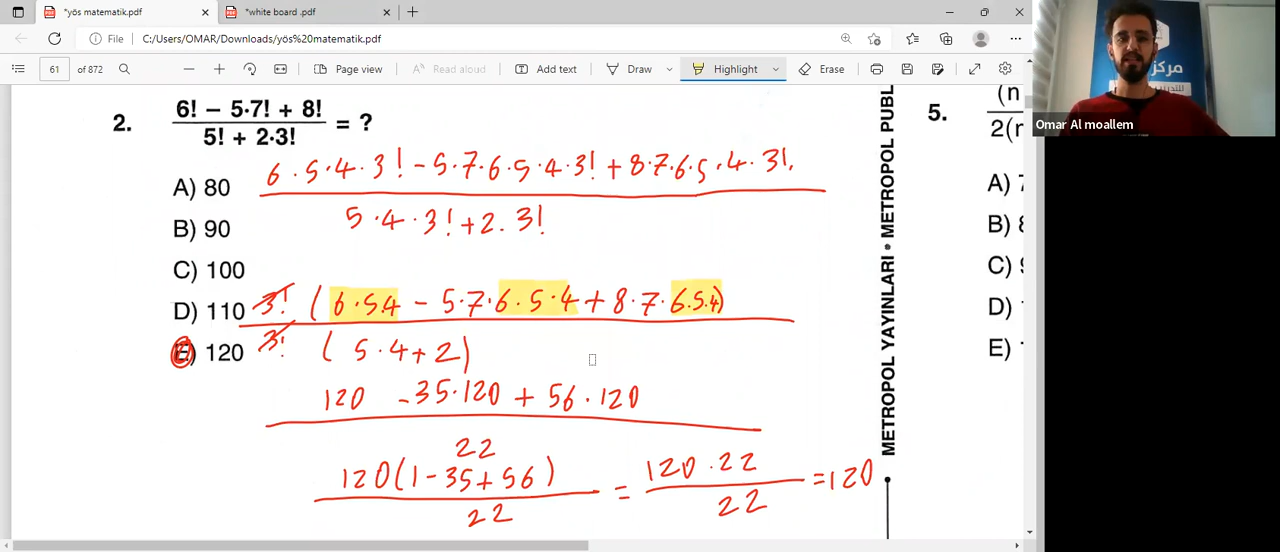 *yös matematik.pdf
*white board .pdf
File C:/Users/OMAR/Downloads/yös%20matematik.pdf
61 of 872 Page view Read aloud Add text Draw Highlight Erase
مركز
Omar Al moallem
2. (6! − 5·7! + 8!) / (5! + 2·3!) = ?
A) 80
B) 90
C) 100
D) 110
E) 120
6·5·4·3! − 5·7·6·5·4·3! + 8·7·6·5·4·3!
5·4·3! + 2·3!
3! (6·5·4 − 5·7·6·5·4 + 8·7·6·5·4)
3! (5·4+2)
120 − 35·120 + 56·120
22
120(1−35+56) = 120·22 = 120
22 22
METROPOL YAYINLARI • METROPOL PUBL
5. (n
2(n
A) 7
B) 8
C)
D)
E)